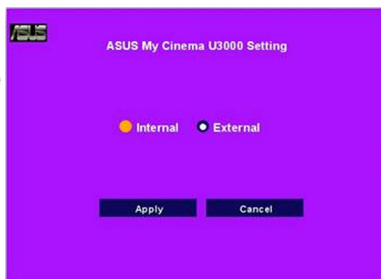 ASUS
ASUS My Cinema U3000 Setting
Internal External
Apply Cancel